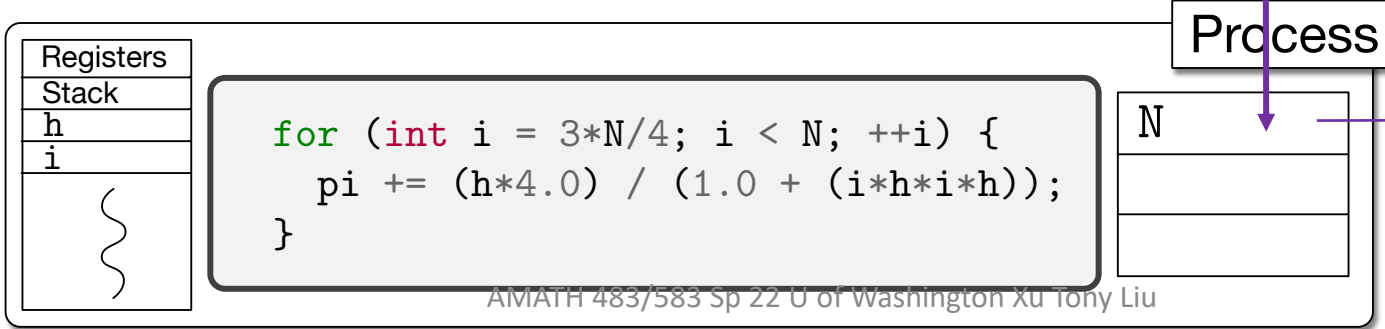 Process
Registers
Stack
h
i
for (int i = 3*N/4; i < N; ++i) {
pi += (h*4.0) / (1.0 + (i*h*i*h));
}
N
AMATH 483/583 Sp 22 U of Washington Xu Tony Liu